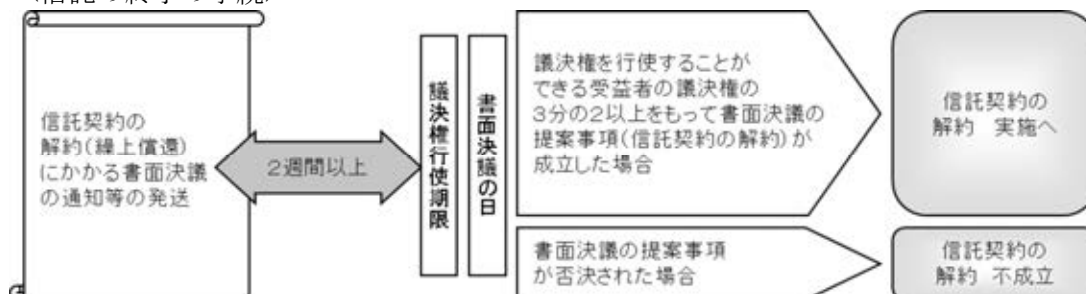 信託契約の
解約(繰上償還)
にかかる書面決議
の通知等の発送
2週間以上
議決権行使期限
書面決議の日
議決権を行使することが
できる受益者の議決権の
3分の2以上をもって書面決議の
提案事項(信託契約の解約)が
成立した場合
信託契約の
解約 実施へ
書面決議の提案事項
が否決された場合
信託契約の
解約 不成立